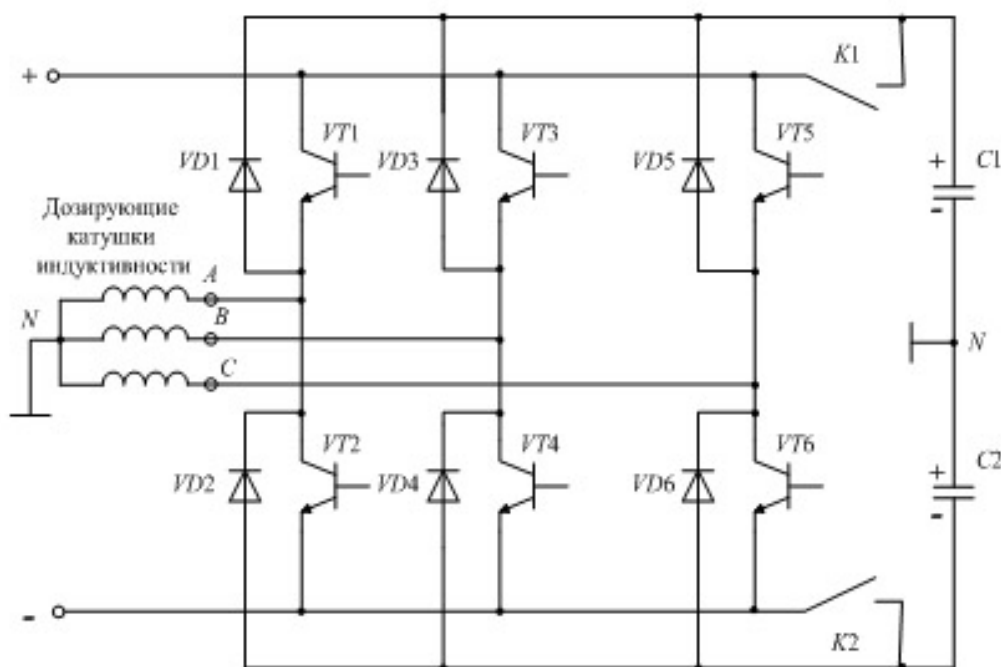 K1
+
VT1
VT3
VT5
VD1
VD3
VD5
+
C1
-
Дозирующие
катушки
индуктивности
A
N
B
N
C
VT2
VT4
VT6
+
C2
VD2
VD4
VD6
-
-
K2